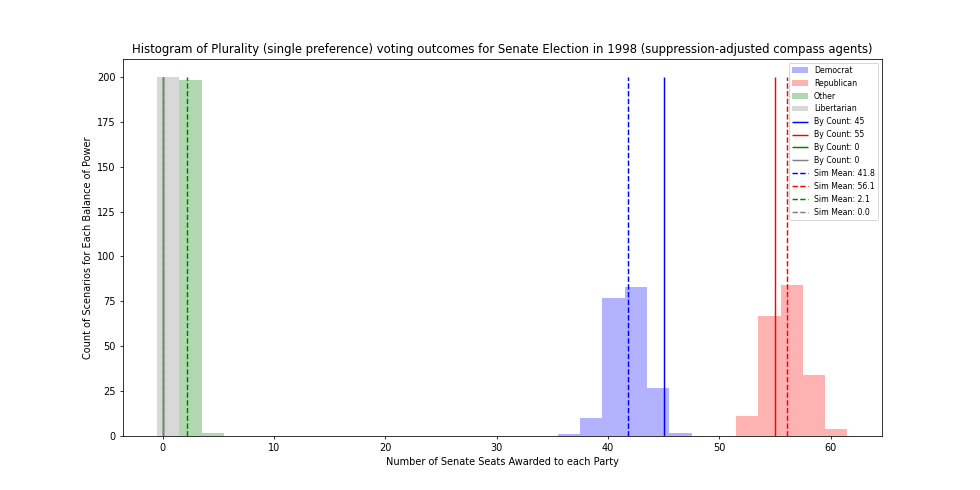 Histogram of Plurality (single preference) voting outcomes for Senate Election in 1998 (suppression-adjusted compass agents)
Count of Scenarios for Each Balance of Power
200
175
150
125
100
75
50
25
0
Democrat
Republican
Other
Libertarian
By Count: 45
By Count: 55
By Count: 0
By Count: 0
Sim Mean: 41.8
Sim Mean: 56.1
Sim Mean: 2.1
Sim Mean: 0.0
0 10 20 30 40 50 60
Number of Senate Seats Awarded to each Party